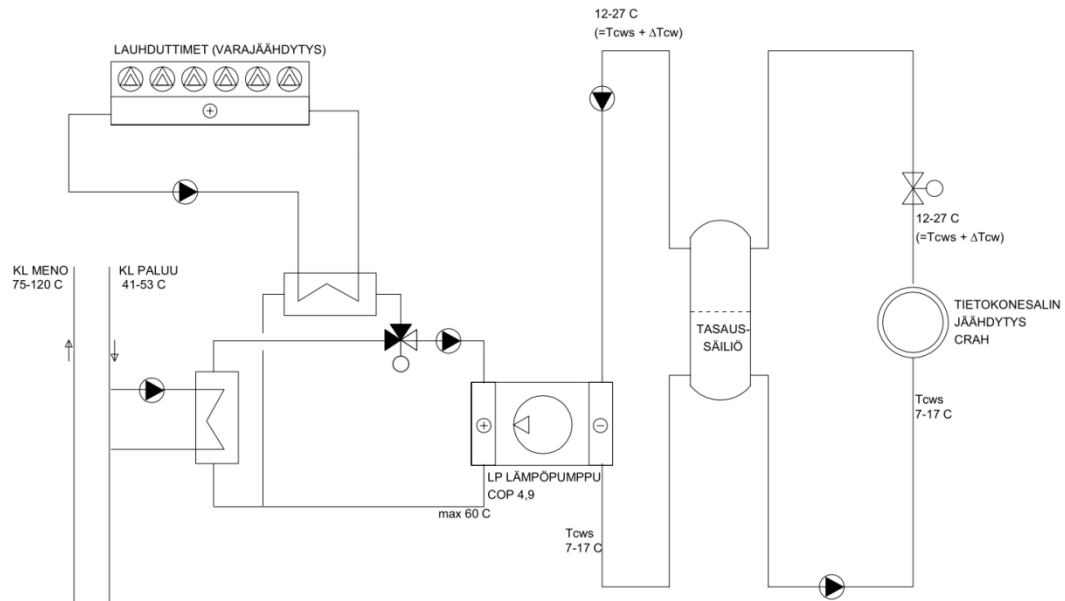 12-27 C
(=Tcws + ΔTcw)
LAUHDUTTIMET (VARAJÄÄHDYTYS)
12-27 C
(=Tcws + ΔTcw)
KL MENO
75-120 C
KL PALUU
41-53 C
TASAUS-
SÄILIÖ
TIETOKONESALIN
JÄÄHDYTYS
CRAH
Tcws
7-17 C
LP LÄMPÖPUMPPU
COP 4,9
max 60 C
Tcws
7-17 C